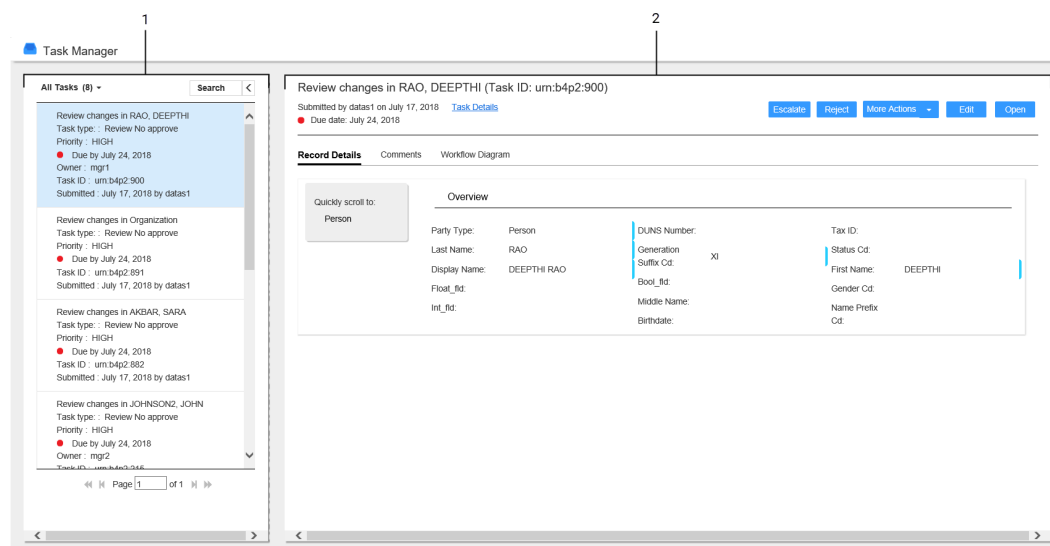 1
2
Task Manager
All Tasks (8)
Search
Review changes in RAO, DEEPTHI
Task type: : Review No approve
Priority : HIGH
Due by July 24, 2018
Owner : mgr1
Task ID : urn:b4p2:900
Submitted : July 17, 2018 by datas1
Review changes in Organization
Task type: : Review No approve
Priority : HIGH
Due by July 24, 2018
Task ID : urn:b4p2:891
Submitted : July 17, 2018 by datas1
Review changes in AKBAR, SARA
Task type: : Review No approve
Priority : HIGH
Due by July 24, 2018
Task ID : urn:b4p2:882
Submitted : July 17, 2018 by datas1
Review changes in JOHNSON2, JOHN
Task type: : Review No approve
Priority : HIGH
Due by July 24, 2018
Owner : mgr2
Task ID : urn:b4p2:215
Page 1 of 1
Review changes in RAO, DEEPTHI (Task ID: urn:b4p2:900)
Submitted by datas1 on July 17, 2018 Task Details
Due date: July 24, 2018
Escalate Reject More Actions Edit Open
Record Details Comments Workflow Diagram
Quickly scroll to:
Person
Overview
Party Type: Person
Last Name: RAO
Display Name: DEEPTHI RAO
Float_fld:
Int_fld:
DUNS Number:
Generation
Suffix Cd: XI
Bool_fld:
Middle Name:
Birthdate:
Tax ID:
Status Cd:
First Name: DEEPTHI
Gender Cd:
Name Prefix
Cd: